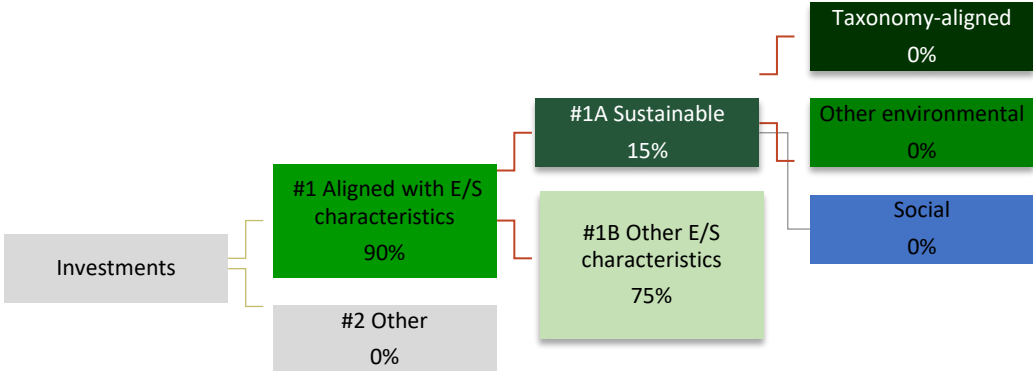 Investments
#1 Aligned with E/S
characteristics
90%
#2 Other
0%
#1A Sustainable
15%
#1B Other E/S
characteristics
75%
Taxonomy-aligned
0%
Other environmental
0%
Social
0%